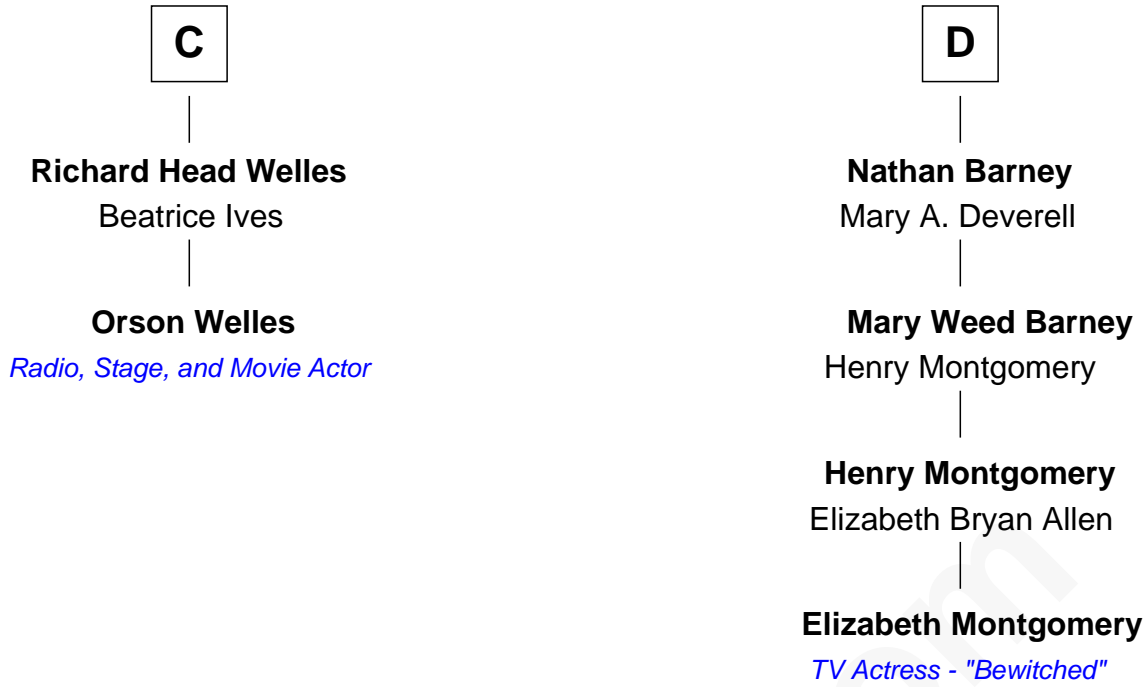 C
Richard Head Welles
Beatrice Ives
Orson Welles
Radio, Stage, and Movie Actor
D
Nathan Barney
Mary A. Deverell
Mary Weed Barney
Henry Montgomery
Henry Montgomery
Elizabeth Bryan Allen
Elizabeth Montgomery
TV Actress - "Bewitched"